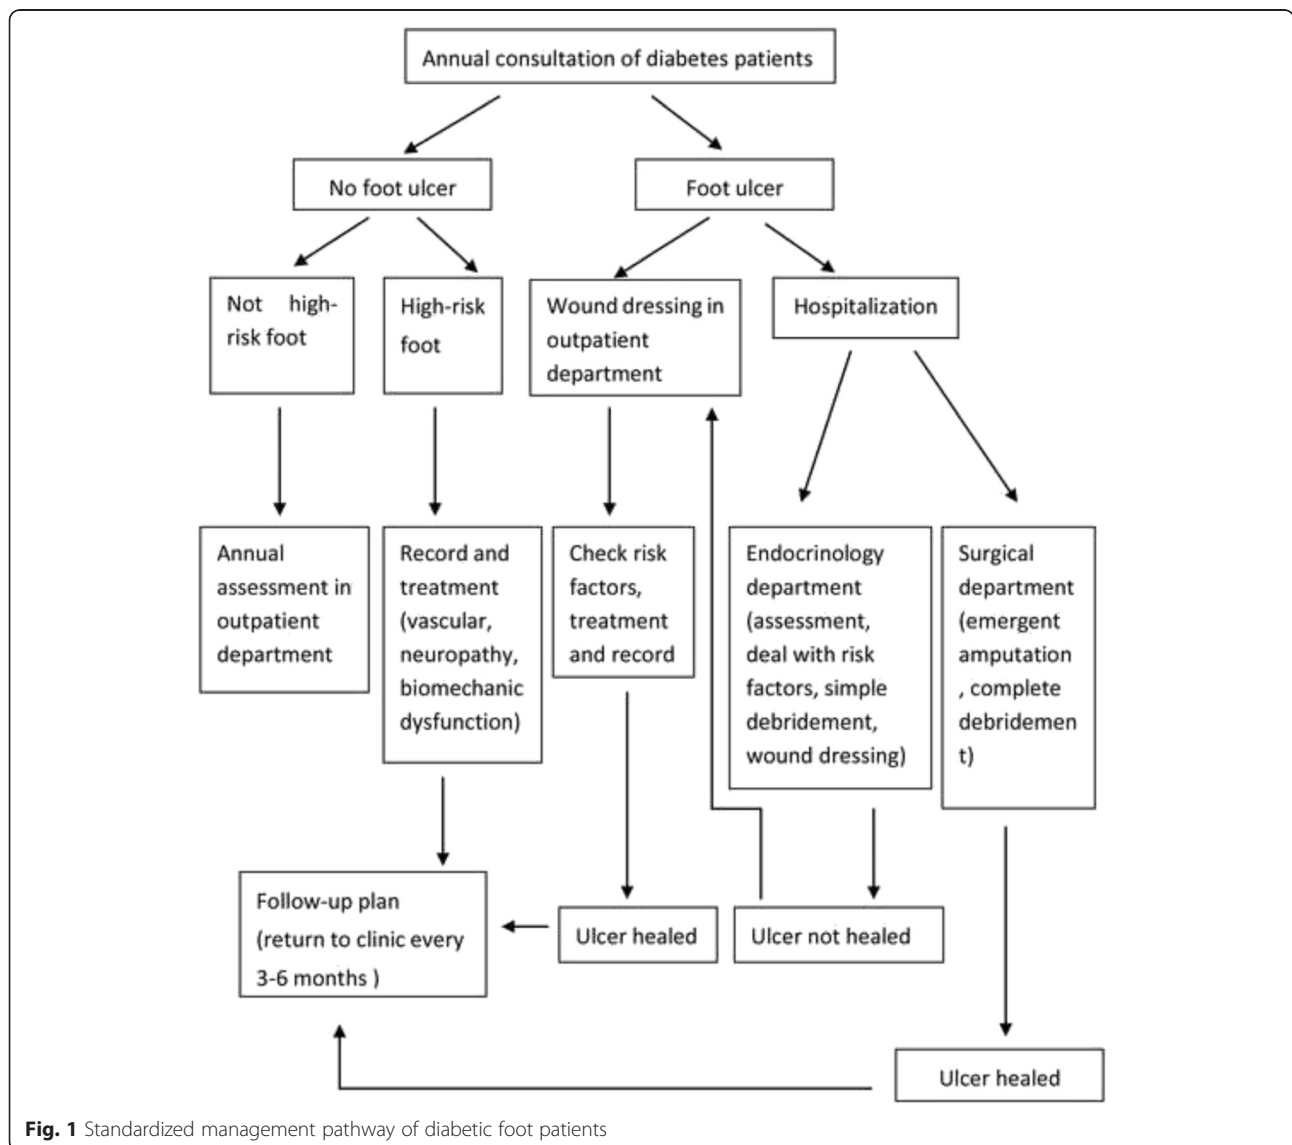 Annual consultation of diabetes patients
No foot ulcer
Foot ulcer
Not high-
risk foot
High-risk
foot
Wound dressing in
outpatient
department
Hospitalization
Annual
assessment in
outpatient
department
Record and
treatment
(vascular,
neuropathy,
biomechanic
dysfunction)
Check risk
factors,
treatment
and record
Endocrinology
department
(assessment,
deal with risk
factors, simple
debridement,
wound dressing)
Surgical
department
(emergent
amputation
, complete
debridemen
t)
Follow-up plan
(return to clinic every
3-6 months )
Ulcer healed
Ulcer not healed
Ulcer healed
Fig. 1 Standardized management pathway of diabetic foot patients